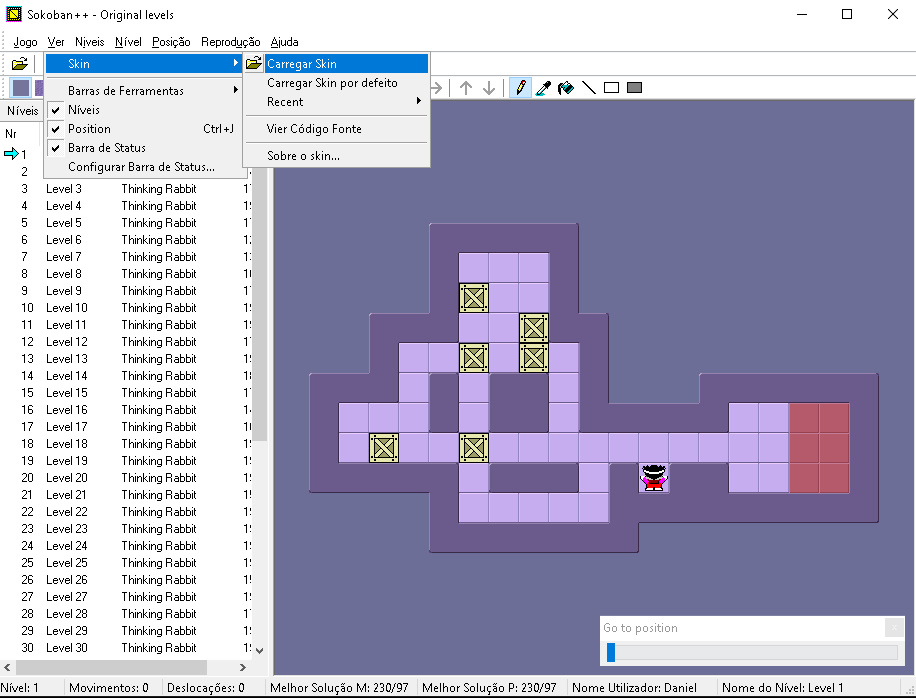 Sokoban++ - Original levels
Jogo Ver Níveis Nível Posição Reprodução Ajuda
Skin
Barras de Ferramentas
Níveis
Position Ctrl+J
Barra de Status
Configurar Barra de Status...
Carregar Skin
Carregar Skin por defeito
Recent
Vier Código Fonte
Sobre o skin...
Níveis
Nr
1
2
3 Level 3 Thinking Rabbit
4 Level 4 Thinking Rabbit
5 Level 5 Thinking Rabbit
6 Level 6 Thinking Rabbit
7 Level 7 Thinking Rabbit
8 Level 8 Thinking Rabbit
9 Level 9 Thinking Rabbit
10 Level 10 Thinking Rabbit
11 Level 11 Thinking Rabbit
12 Level 12 Thinking Rabbit
13 Level 13 Thinking Rabbit
14 Level 14 Thinking Rabbit
15 Level 15 Thinking Rabbit
16 Level 16 Thinking Rabbit
17 Level 17 Thinking Rabbit
18 Level 18 Thinking Rabbit
19 Level 19 Thinking Rabbit
20 Level 20 Thinking Rabbit
21 Level 21 Thinking Rabbit
22 Level 22 Thinking Rabbit
23 Level 23 Thinking Rabbit
24 Level 24 Thinking Rabbit
25 Level 25 Thinking Rabbit
26 Level 26 Thinking Rabbit
27 Level 27 Thinking Rabbit
28 Level 28 Thinking Rabbit
29 Level 29 Thinking Rabbit
30 Level 30 Thinking Rabbit
Go to position
Nível: 1 Movimentos: 0 Deslocações: 0 Melhor Solução M: 230/97 Melhor Solução P: 230/97 Nome Utilizador: Daniel Nome do Nível: Level 1